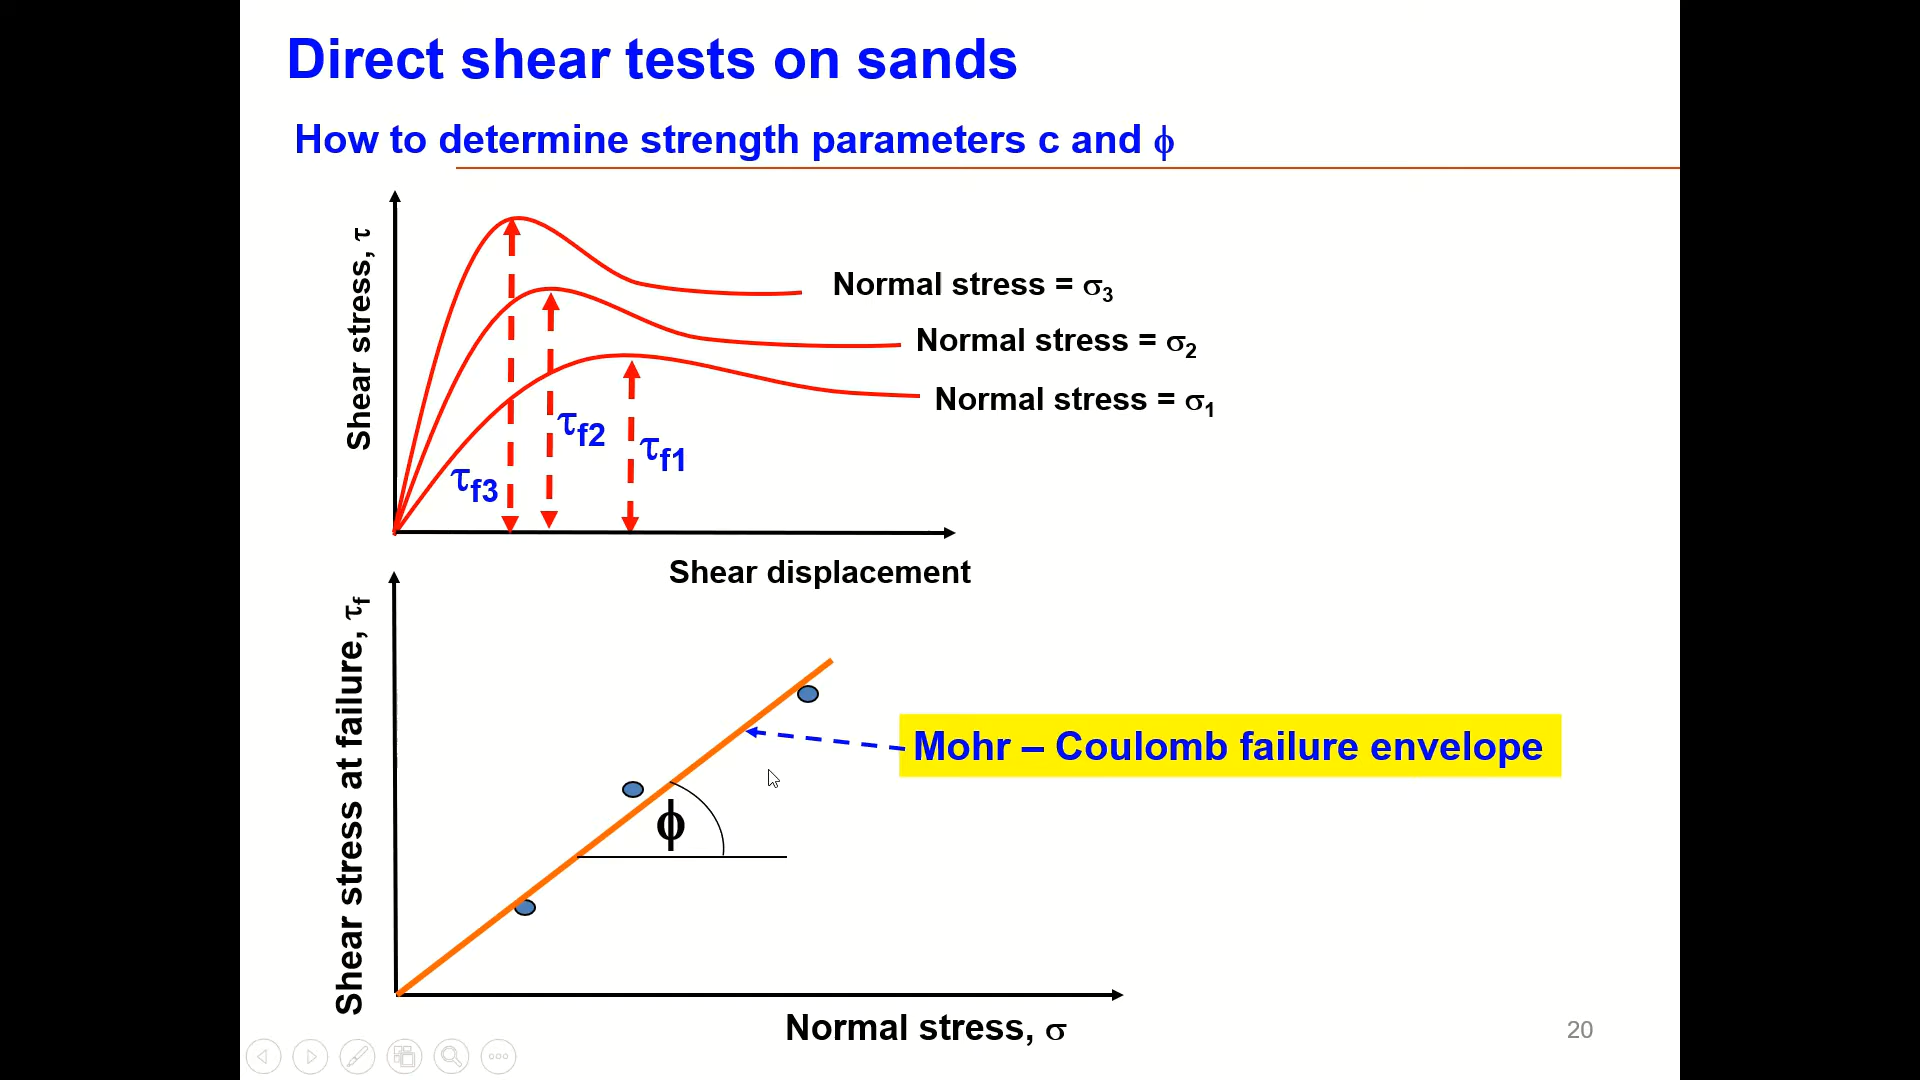 Direct shear tests on sands
How to determine strength parameters c and ϕ
Shear stress, τ
Normal stress = σ3
Normal stress = σ2
Normal stress = σ1
τf2
τf1
τf3
Shear displacement
Shear stress at failure, τf
Mohr – Coulomb failure envelope
ϕ
Normal stress, σ
20